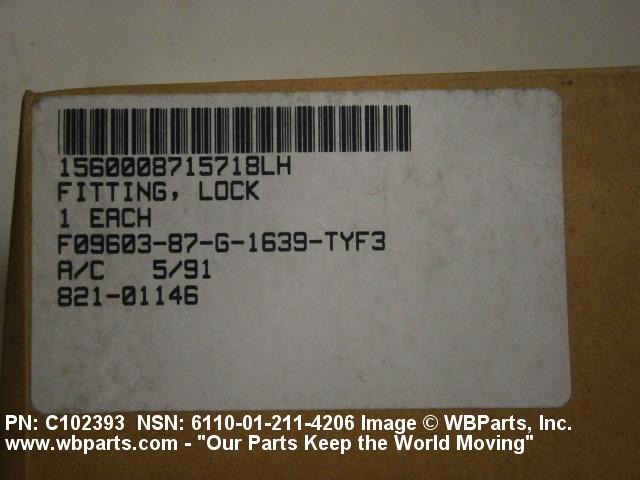 1560008715718LH
FITTING, LOCK
1 EACH
F09603-87-G-1639-TYF3
A/C 5/91
821-01146
PN: C102393 NSN: 6110-01-211-4206 Image © WBParts, Inc.
www.wbparts.com - "Our Parts Keep the World Moving"